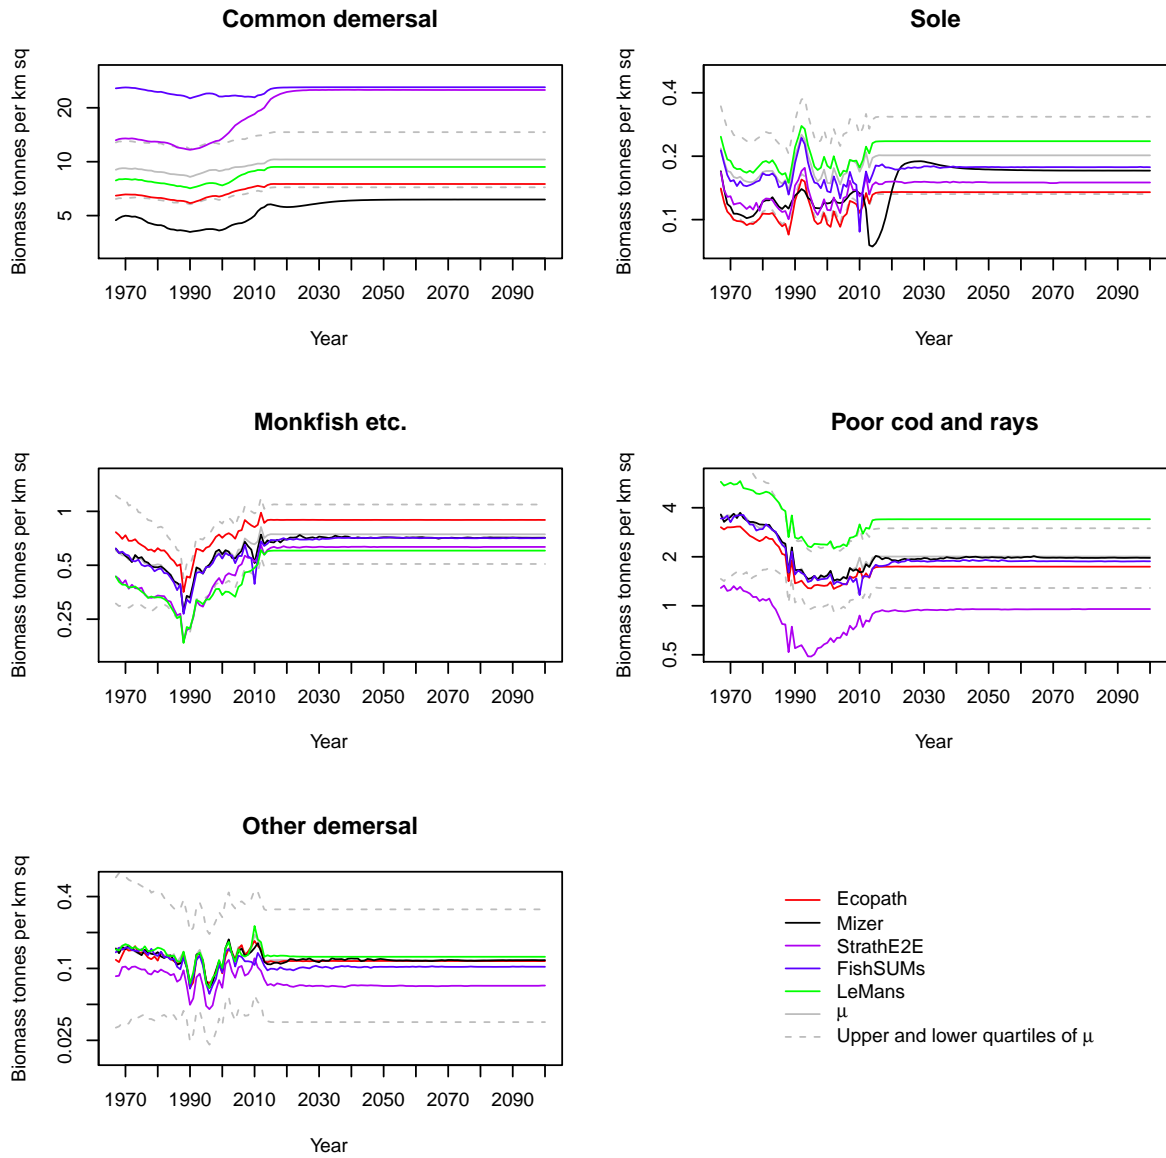 Common demersal
Biomass tonnes per km sq
20
10
5
1970 1990 2010 2030 2050 2070 2090
Year
Sole
Biomass tonnes per km sq
0.4
0.2
0.1
1970 1990 2010 2030 2050 2070 2090
Year
Monkfish etc.
Biomass tonnes per km sq
1
0.5
0.25
1970 1990 2010 2030 2050 2070 2090
Year
Poor cod and rays
Biomass tonnes per km sq
4
2
1
0.5
1970 1990 2010 2030 2050 2070 2090
Year
Other demersal
Biomass tonnes per km sq
0.4
0.1
0.025
1970 1990 2010 2030 2050 2070 2090
Year
Ecopath
Mizer
StrathE2E
FishSUMs
LeMans
μ
Upper and lower quartiles of μ